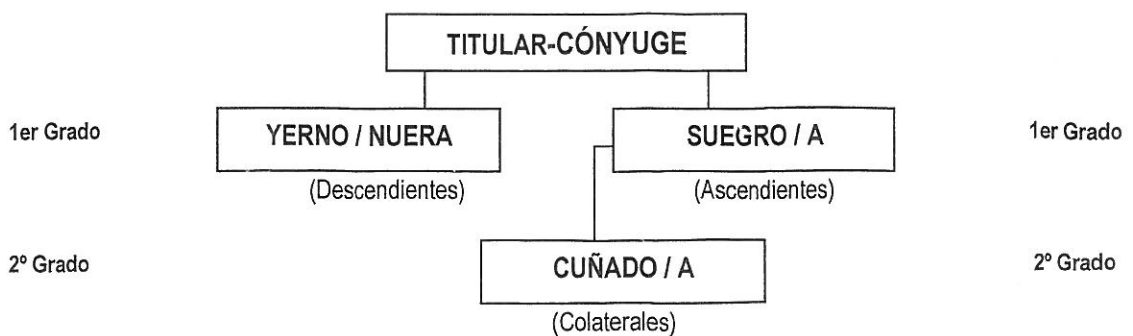 TITULAR-CÓNYUGE
1er Grado
YERNO / NUERA
SUEGRO / A
1er Grado
(Descendientes)
(Ascendientes)
2º Grado
CUÑADO / A
2º Grado
(Colaterales)